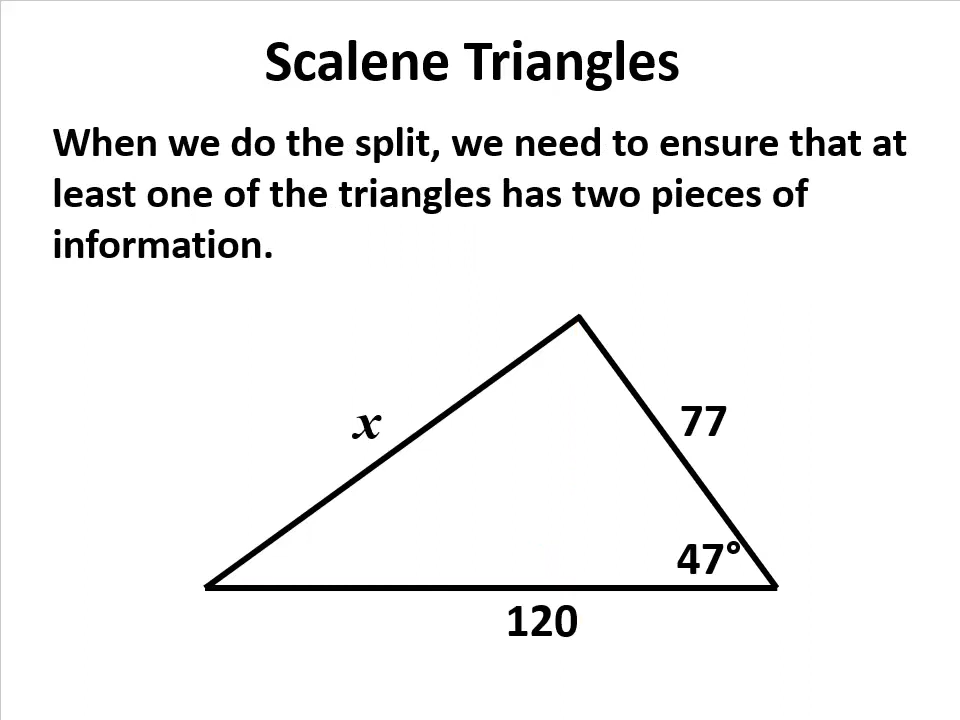 Scalene Triangles
When we do the split, we need to ensure that at
least one of the triangles has two pieces of
information.
x
77
47°
120